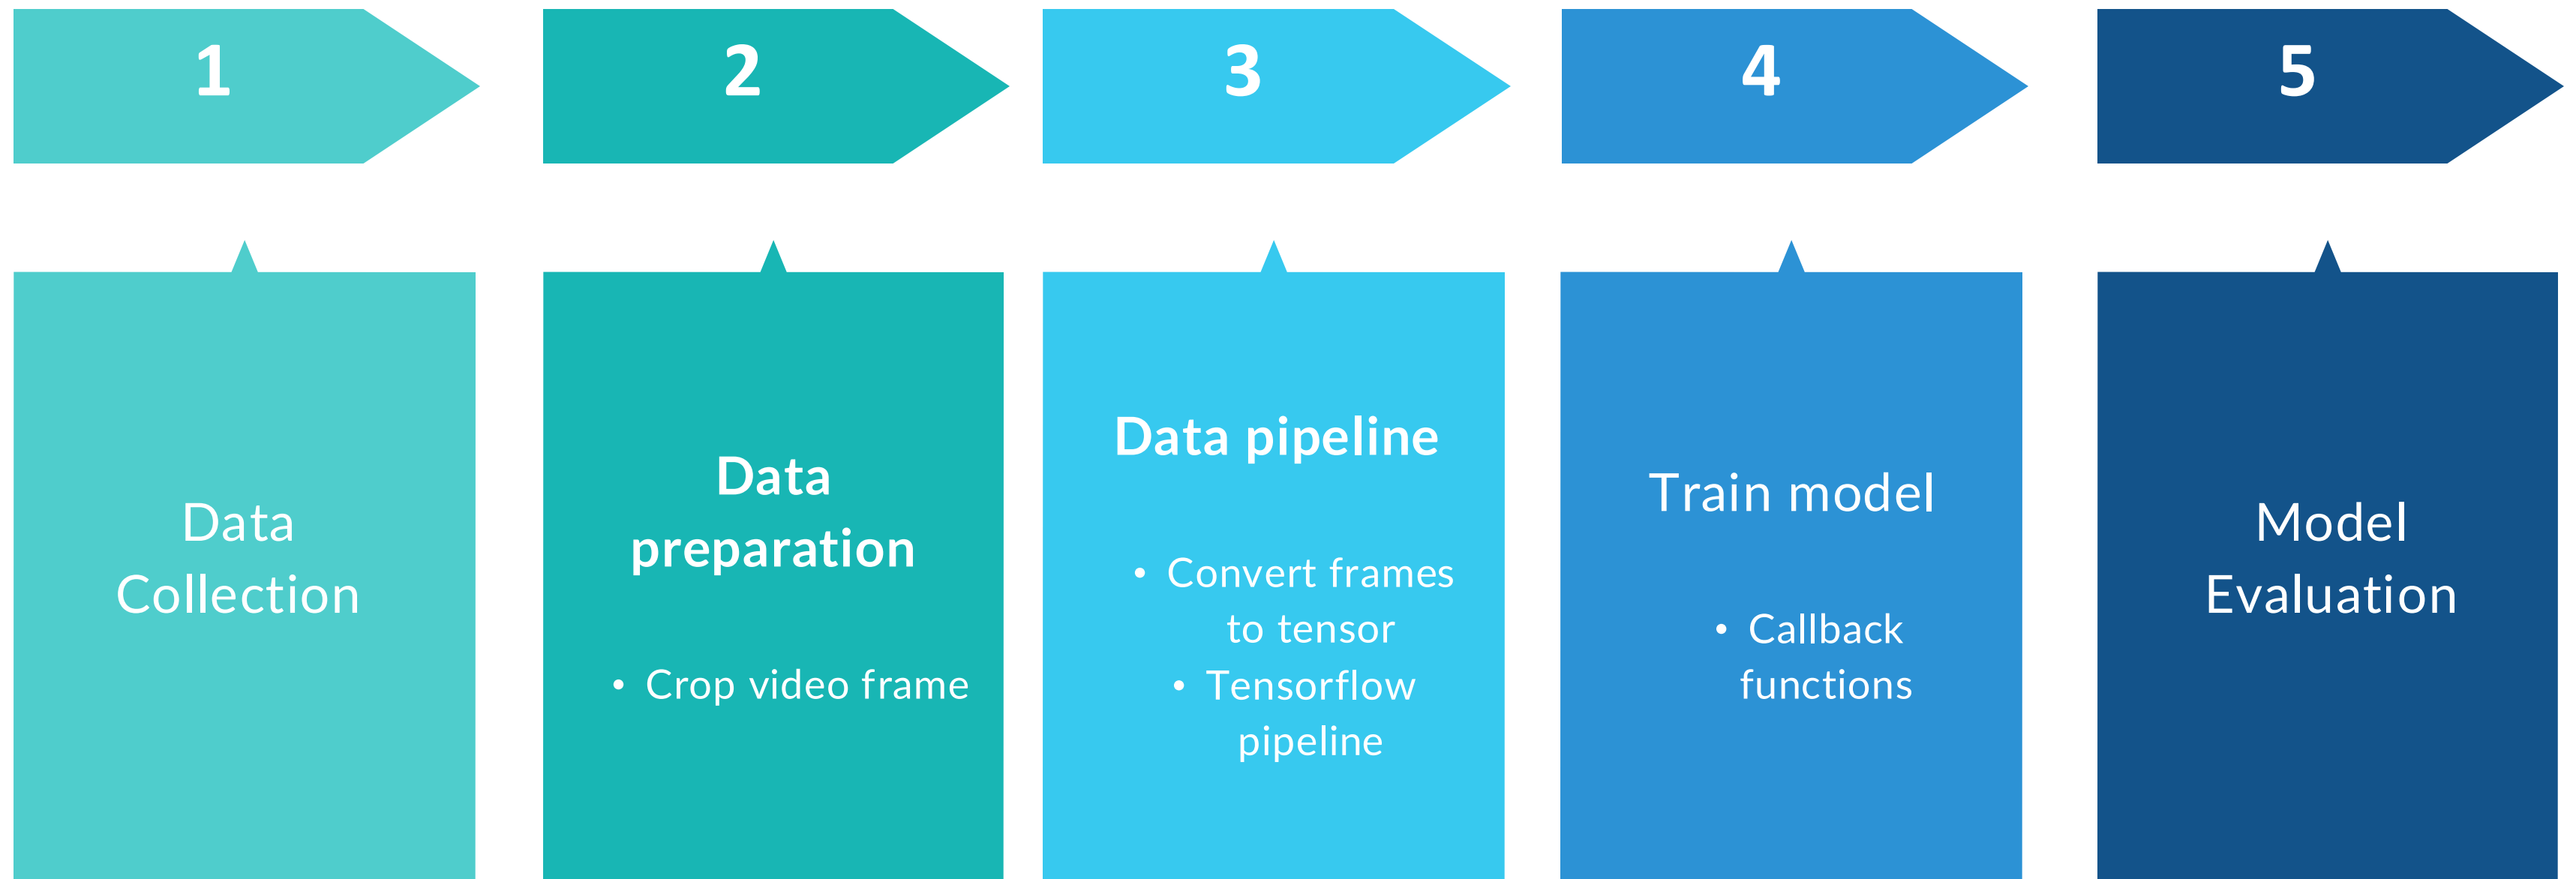 1
2
3
4
5
Data
Collection
Data
preparation
• Crop video frame
Data pipeline
• Convert frames
to tensor
• Tensorflow
pipeline
Train model
• Callback
functions
Model
Evaluation